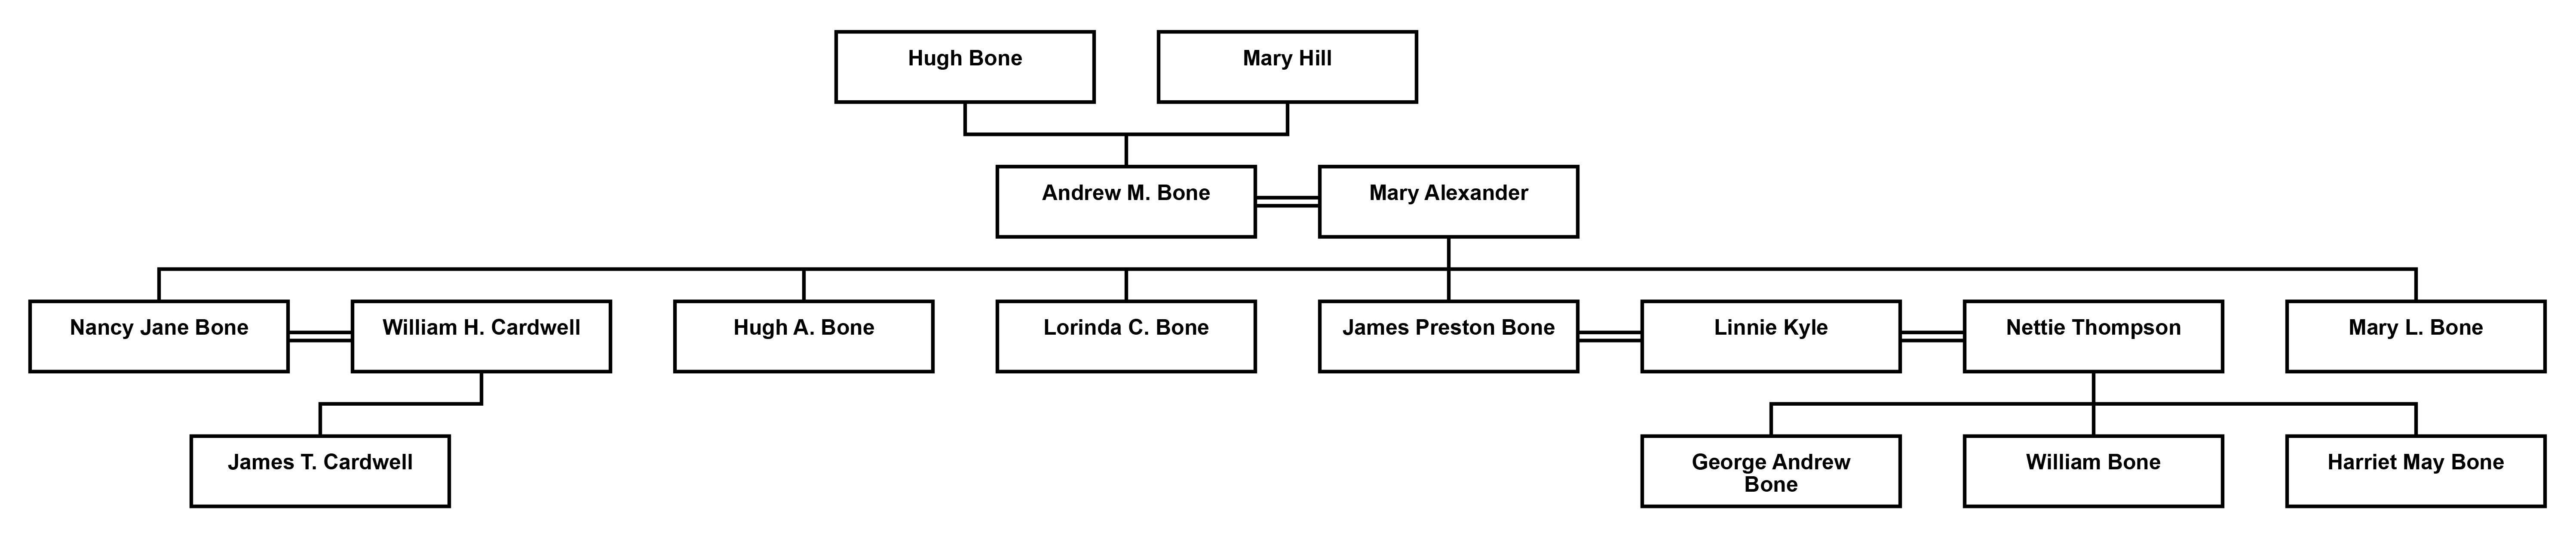 Hugh Bone
Mary Hill
Andrew M. Bone
Mary Alexander
Nancy Jane Bone
William H. Cardwell
Hugh A. Bone
Lorinda C. Bone
James Preston Bone
Linnie Kyle
Nettie Thompson
Mary L. Bone
James T. Cardwell
George Andrew
Bone
William Bone
Harriet May Bone